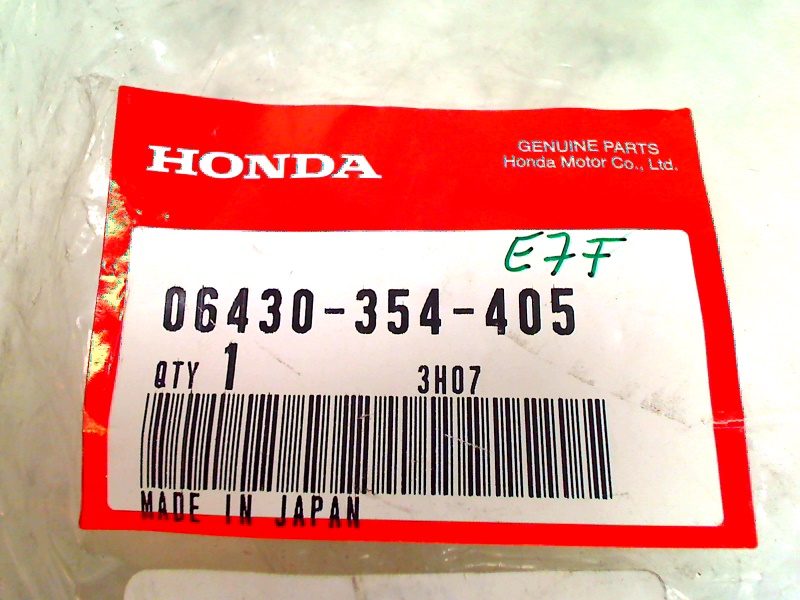 HONDA
GENUINE PARTS
Honda Motor Co., Ltd.
E7F
06430-354-405
QTY 1 3H07
MADE IN JAPAN